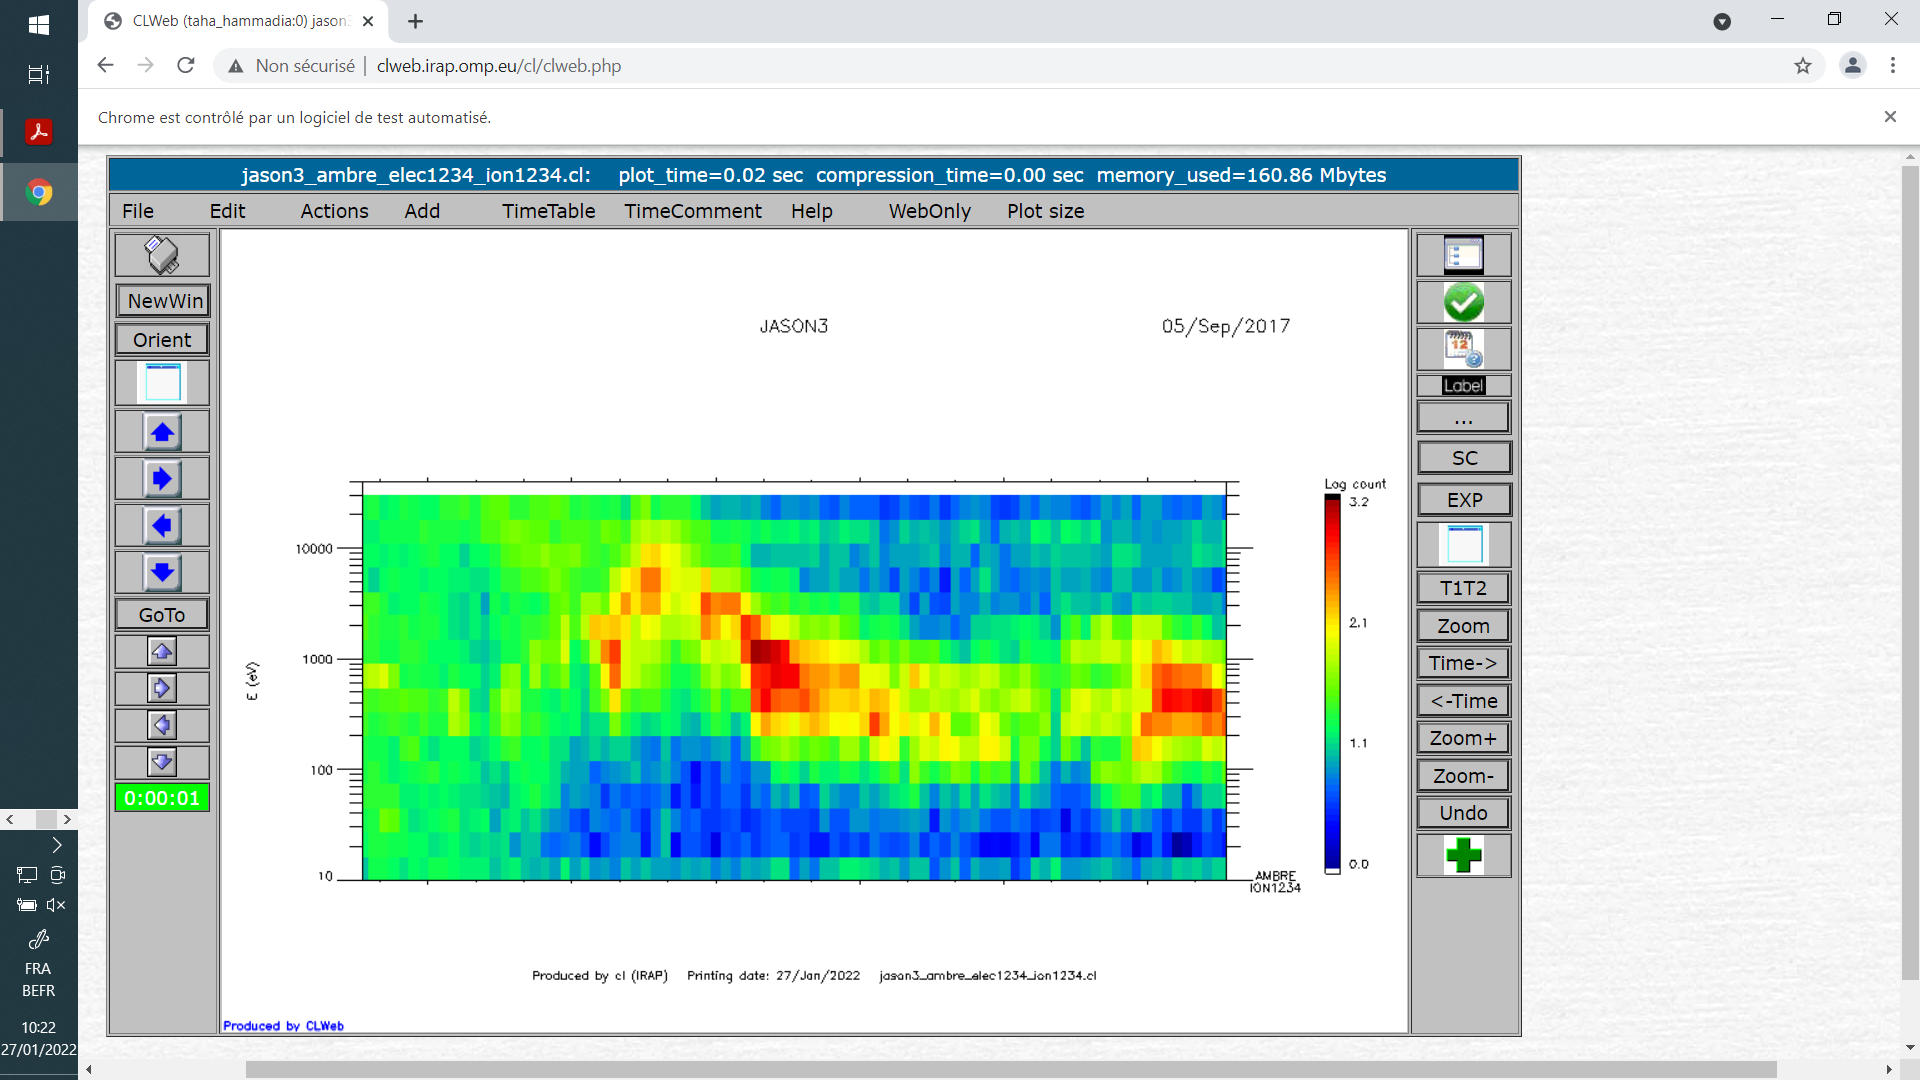 CLWeb (taha_hammadia:0) jason3
Non sécurisé | clweb.irap.omp.eu/cl/clweb.php
Chrome est contrôlé par un logiciel de test automatisé.
jason3_ambre_elec1234_ion1234.cl: plot_time=0.02 sec compression_time=0.00 sec memory_used=160.86 Mbytes
File Edit Actions Add TimeTable TimeComment Help WebOnly Plot size
NewWin
Orient
GoTo
0:00:01
JASON3 05/Sep/2017
Log count
3.2
2.1
1.1
0.0
E (eV)
10000
1000
100
10
AMBRE
ION1234
Produced by cl (IRAP) Printing date: 27/Jan/2022 jason3_ambre_elec1234_ion1234.cl
Produced by CLWeb
12
Label
...
SC
EXP
T1T2
Zoom
Time->
<-Time
Zoom+
Zoom-
Undo
FRA
BEFR
10:22
27/01/2022